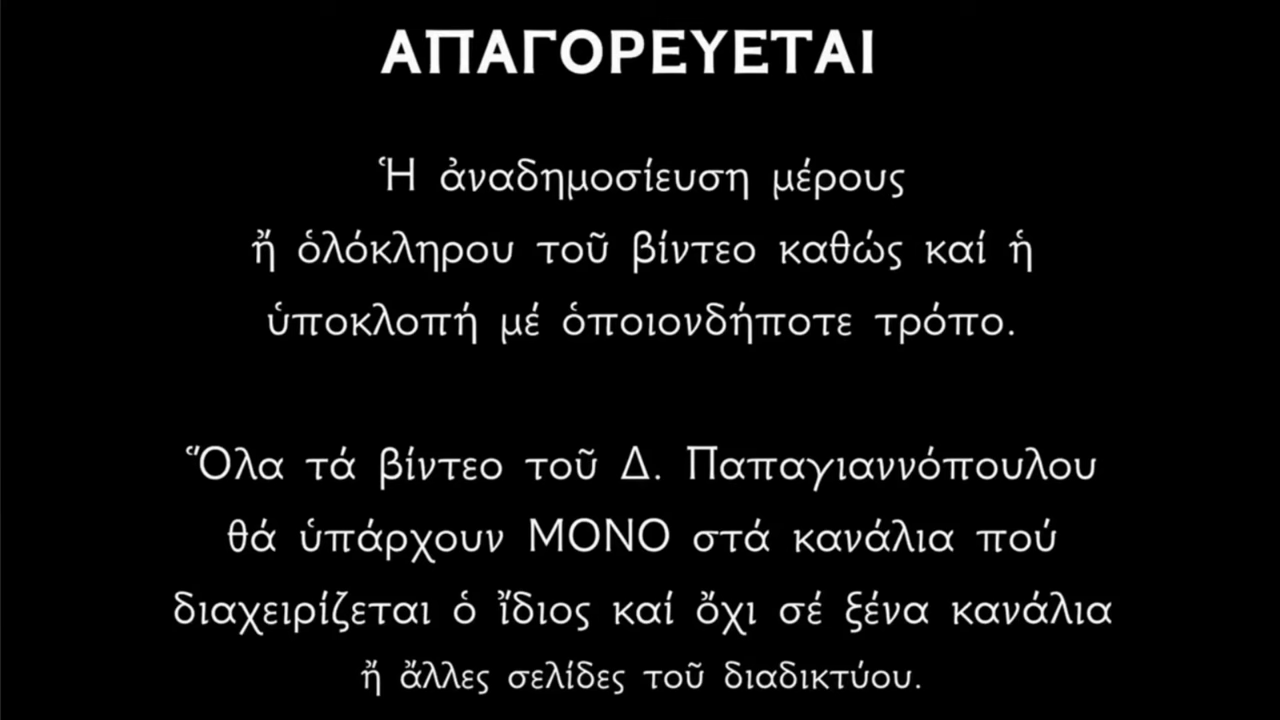 ΑΠΑΓΟΡΕΥΕΤΑΙ
Ἡ ἀναδημοσίευση μέρους
ἤ ὁλόκληρου τοῦ βίντεο καθώς καί ἡ
ὑποκλοπή μέ ὁποιονδήποτε τρόπο.
Ὅλα τά βίντεο τοῦ Δ. Παπαγιαννόπουλου
θά ὑπάρχουν ΜΟΝΟ στά κανάλια πού
διαχειρίζεται ὁ ἴδιος καί ὄχι σέ ξένα κανάλια
ἤ ἄλλες σελίδες τοῦ διαδικτύου.